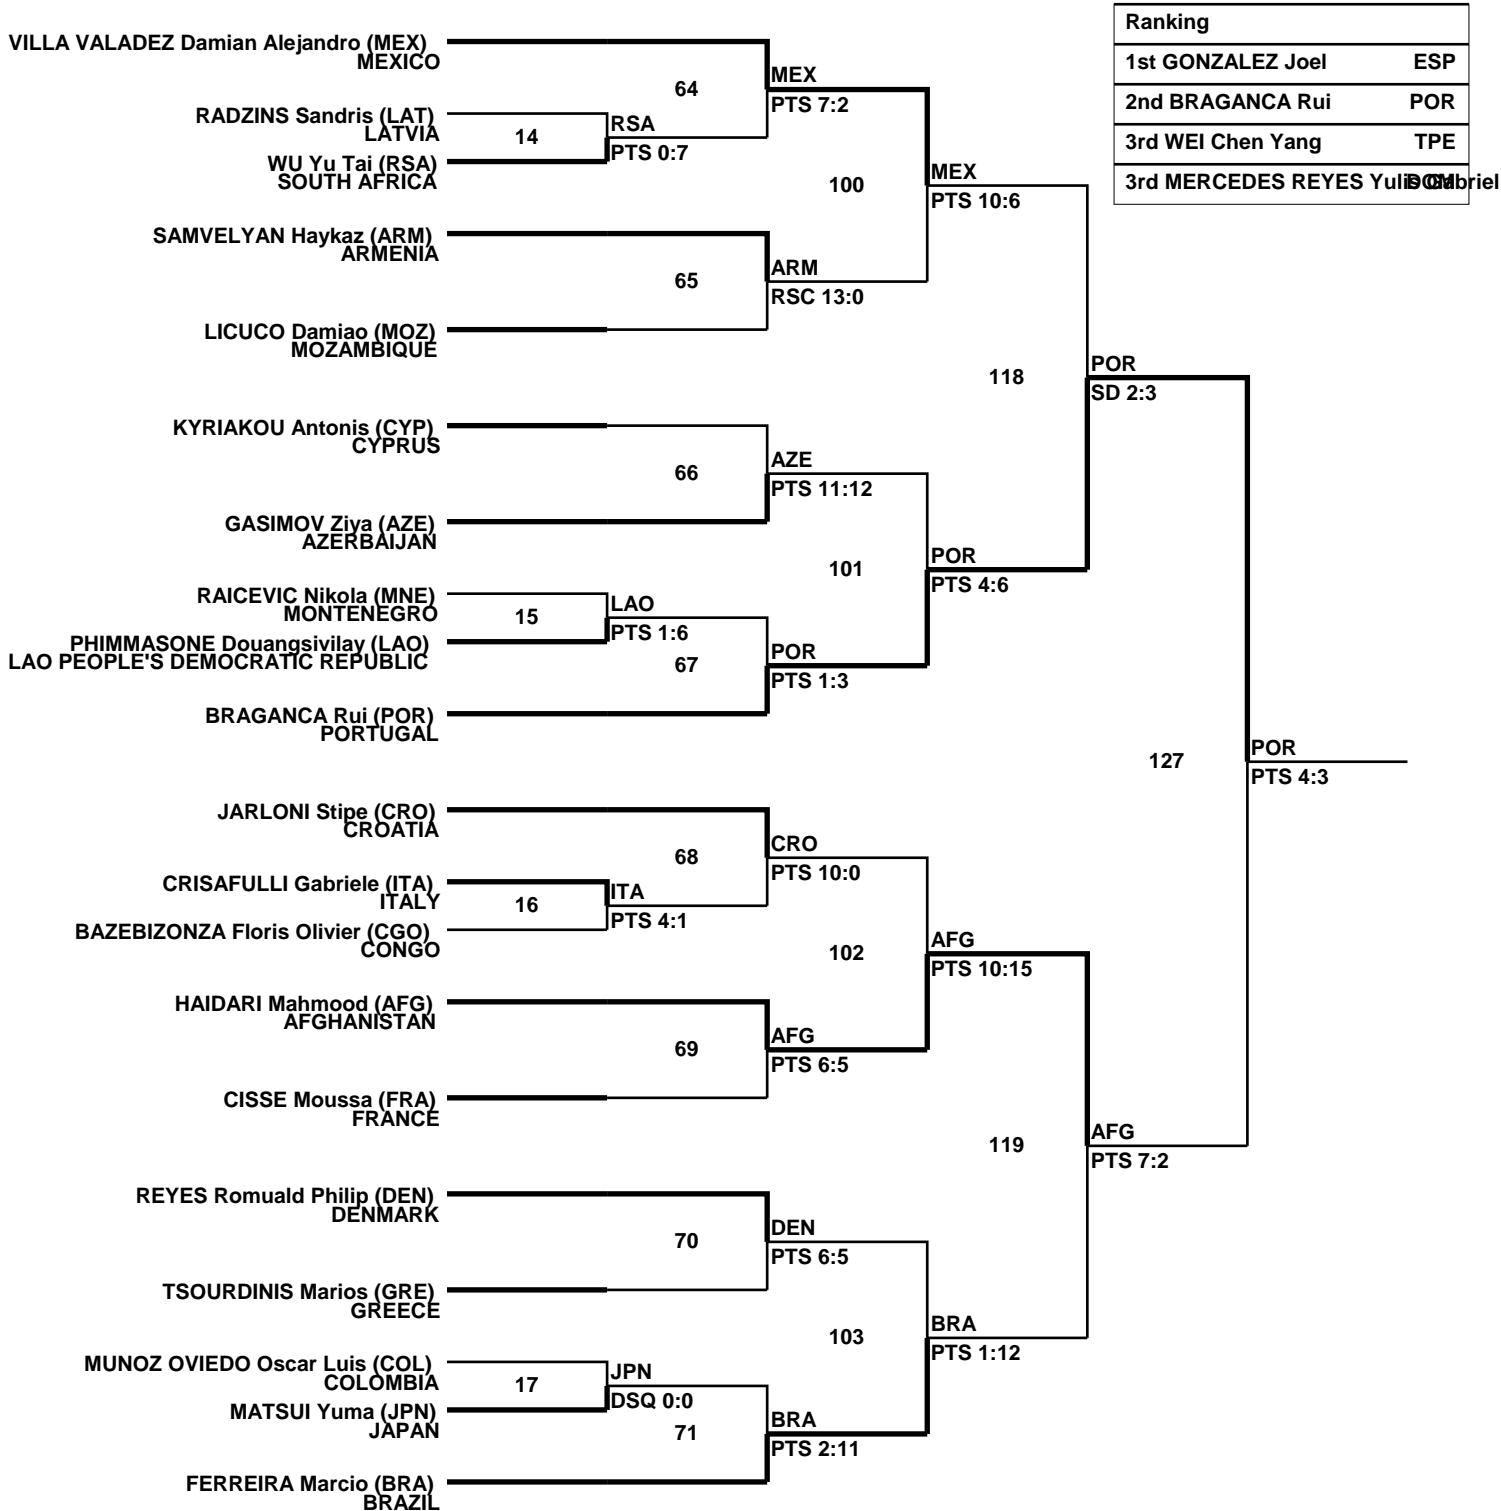 Ranking
1st GONZALEZ Joel ESP
2nd BRAGANCA Rui POR
3rd WEI Chen Yang TPE
3rd MERCEDES REYES Yulis Gabriel DOM
VILLA VALADEZ Damian Alejandro (MEX)
MEXICO
64
MEX
PTS 7:2
RADZINS Sandris (LAT)
LATVIA
14
RSA
PTS 0:7
WU Yu Tai (RSA)
SOUTH AFRICA
100
MEX
PTS 10:6
SAMVELYAN Haykaz (ARM)
ARMENIA
65
ARM
RSC 13:0
LICUCO Damiao (MOZ)
MOZAMBIQUE
118
POR
SD 2:3
KYRIAKOU Antonis (CYP)
CYPRUS
66
AZE
PTS 11:12
GASIMOV Ziya (AZE)
AZERBAIJAN
101
POR
PTS 4:6
RAICEVIC Nikola (MNE)
MONTENEGRO
15
LAO
PTS 1:6
PHIMMASONE Douangsivilay (LAO)
LAO PEOPLE'S DEMOCRATIC REPUBLIC
67
POR
PTS 1:3
BRAGANCA Rui (POR)
PORTUGAL
127
POR
PTS 4:3
JARLONI Stipe (CRO)
CROATIA
68
CRO
PTS 10:0
CRISAFULLI Gabriele (ITA)
ITALY
16
ITA
PTS 4:1
BAZEBIZONZA Floris Olivier (CGO)
CONGO
102
AFG
PTS 10:15
HAIDARI Mahmood (AFG)
AFGHANISTAN
69
AFG
PTS 6:5
CISSE Moussa (FRA)
FRANCE
119
AFG
PTS 7:2
REYES Romuald Philip (DEN)
DENMARK
70
DEN
PTS 6:5
TSOURDINIS Marios (GRE)
GREECE
103
BRA
PTS 1:12
MUNOZ OVIEDO Oscar Luis (COL)
COLOMBIA
17
JPN
DSQ 0:0
MATSUI Yuma (JPN)
JAPAN
71
BRA
PTS 2:11
FERREIRA Marcio (BRA)
BRAZIL